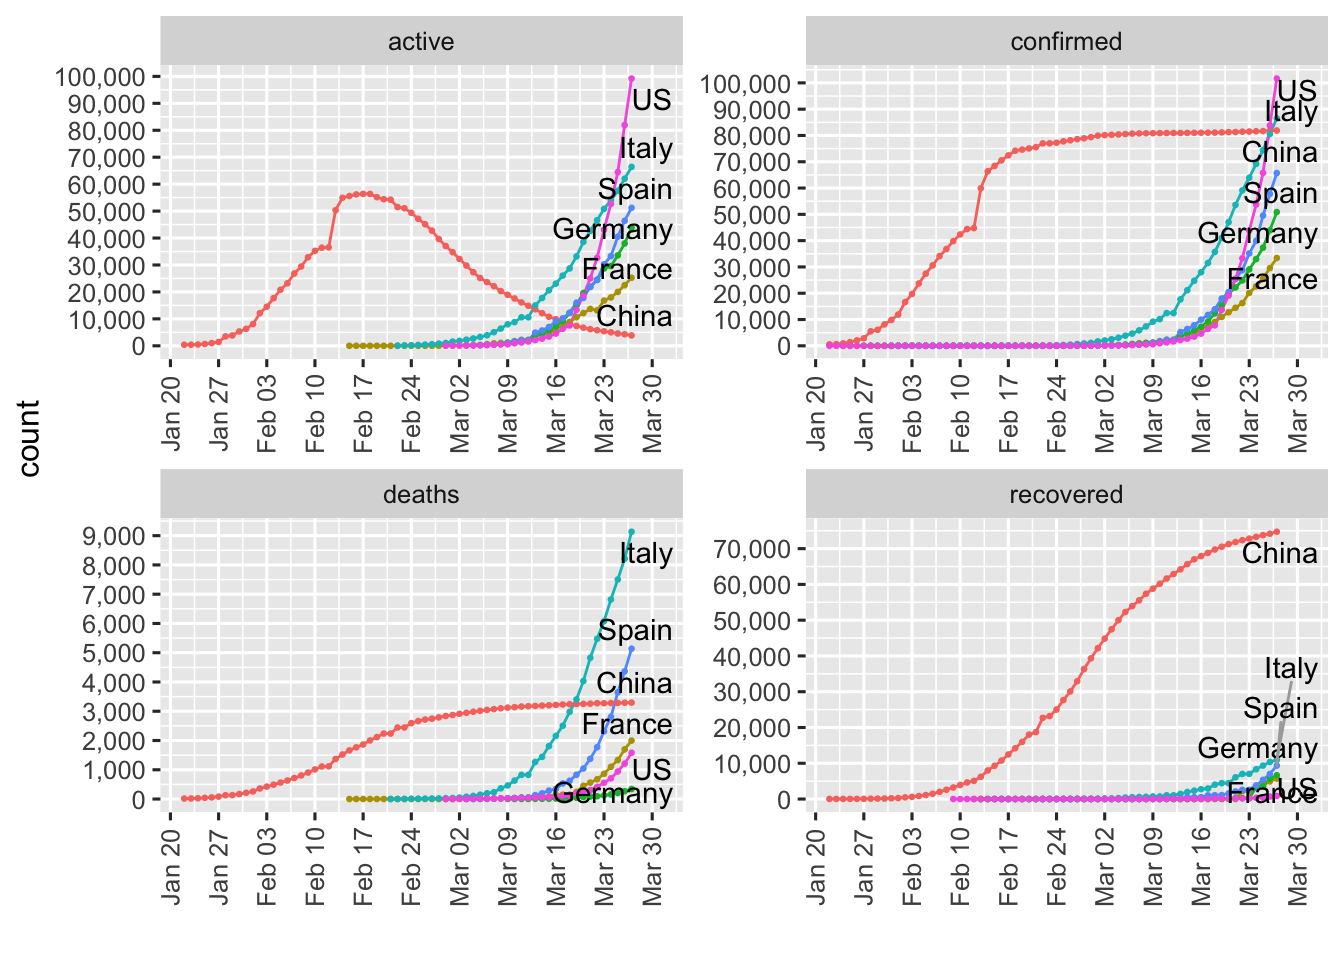 count
active
100,000
90,000
80,000
70,000
60,000
50,000
40,000
30,000
20,000
10,000
0
US
Italy
Spain
Germany
France
China
Jan 20
Jan 27
Feb 03
Feb 10
Feb 17
Feb 24
Mar 02
Mar 09
Mar 16
Mar 23
Mar 30
confirmed
100,000
90,000
80,000
70,000
60,000
50,000
40,000
30,000
20,000
10,000
0
US
Italy
China
Spain
Germany
France
Jan 20
Jan 27
Feb 03
Feb 10
Feb 17
Feb 24
Mar 02
Mar 09
Mar 16
Mar 23
Mar 30
deaths
9,000
8,000
7,000
6,000
5,000
4,000
3,000
2,000
1,000
0
Italy
Spain
China
France
US
Germany
Jan 20
Jan 27
Feb 03
Feb 10
Feb 17
Feb 24
Mar 02
Mar 09
Mar 16
Mar 23
Mar 30
recovered
70,000
60,000
50,000
40,000
30,000
20,000
10,000
0
China
Italy
Spain
Germany
US
France
Jan 20
Jan 27
Feb 03
Feb 10
Feb 17
Feb 24
Mar 02
Mar 09
Mar 16
Mar 23
Mar 30